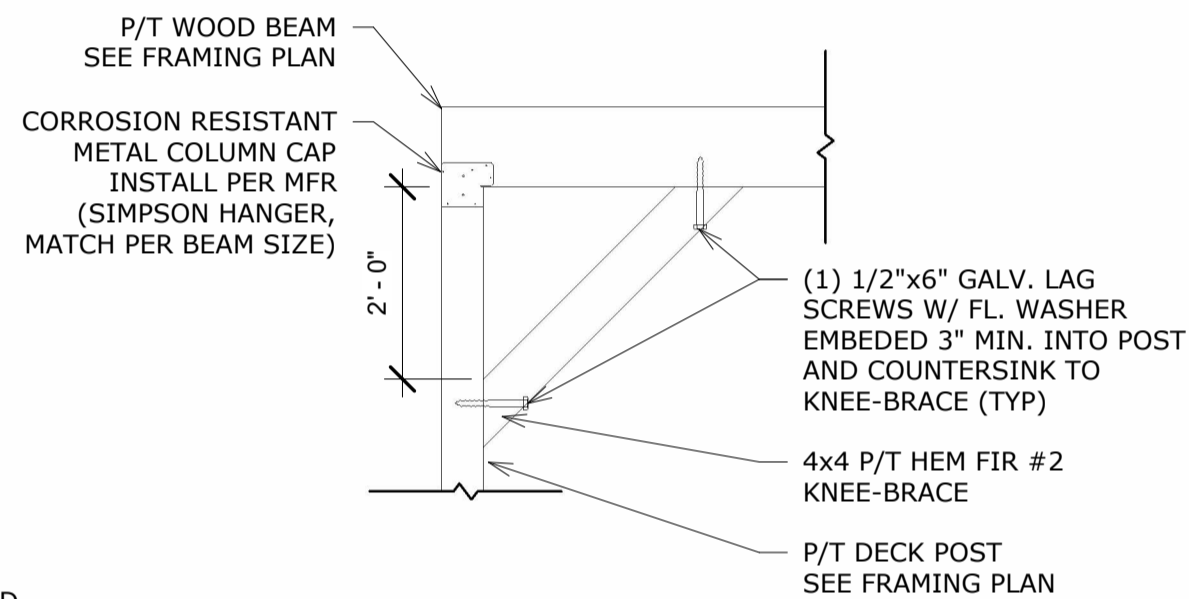 P/T WOOD BEAM
SEE FRAMING PLAN
CORROSION RESISTANT
METAL COLUMN CAP
INSTALL PER MFR
(SIMPSON HANGER,
MATCH PER BEAM SIZE)
2' - 0"
(1) 1/2"x6" GALV. LAG
SCREWS W/ FL. WASHER
EMBEDED 3" MIN. INTO POST
AND COUNTERSINK TO
KNEE-BRACE (TYP)
4x4 P/T HEM FIR #2
KNEE-BRACE
P/T DECK POST
SEE FRAMING PLAN